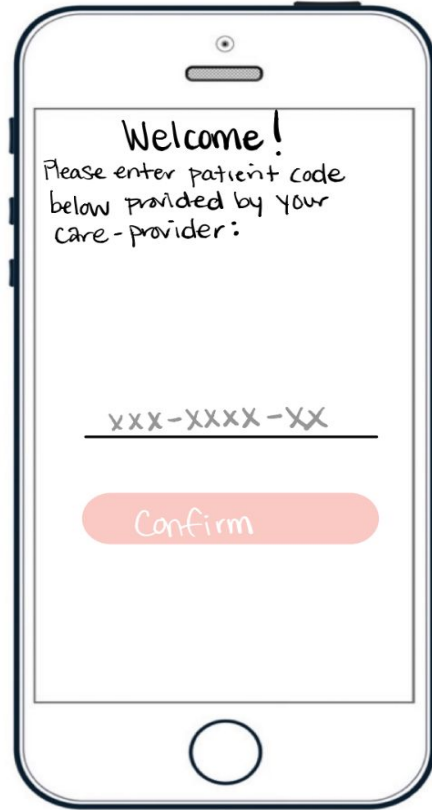 Welcome!
Please enter patient code
below provided by your
care-provider:
xxx-xxxx-xx
Confirm